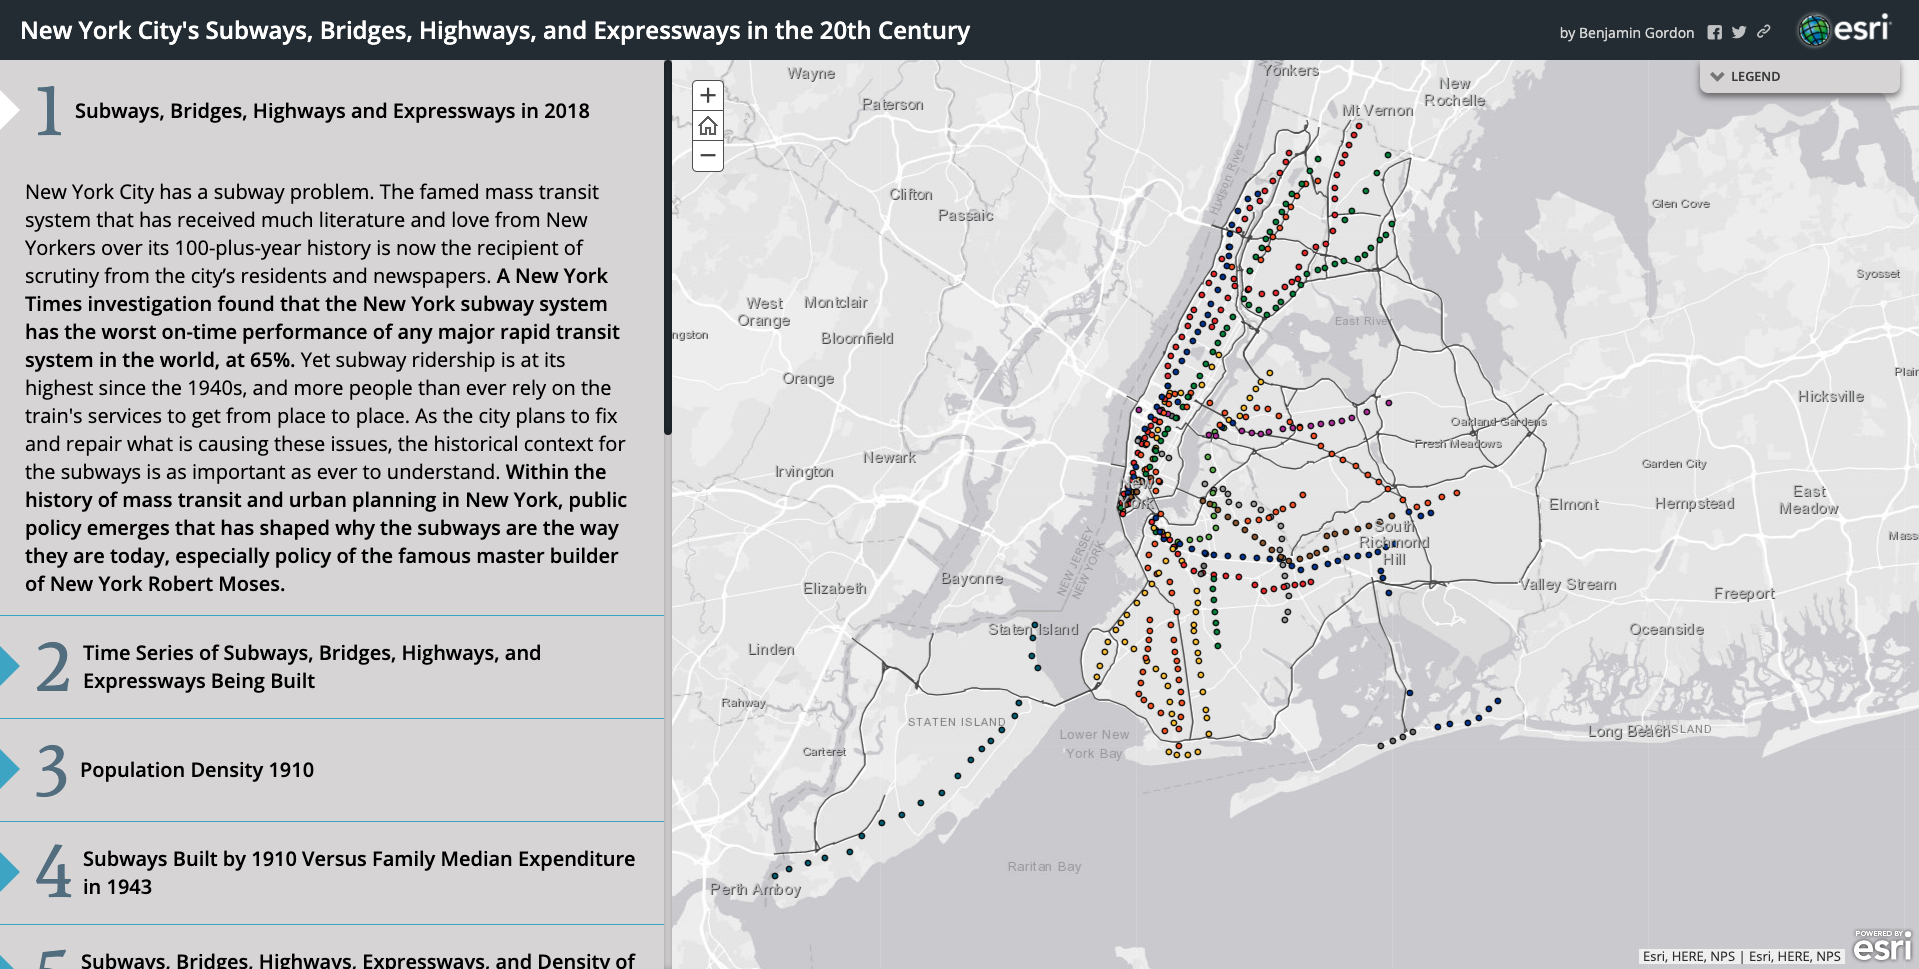 New York City's Subways, Bridges, Highways, and Expressways in the 20th Century
by Benjamin Gordon
esri
1
Subways, Bridges, Highways and Expressways in 2018
New York City has a subway problem. The famed mass transit
system that has received much literature and love from New
Yorkers over its 100-plus-year history is now the recipient of
scrutiny from the city's residents and newspapers. A New York
Times investigation found that the New York subway system
has the worst on-time performance of any major rapid transit
system in the world, at 65%. Yet subway ridership is at its
highest since the 1940s, and more people than ever rely on the
train's services to get from place to place. As the city plans to fix
and repair what is causing these issues, the historical context for
the subways is as important as ever to understand. Within the
history of mass transit and urban planning in New York, public
policy emerges that has shaped why the subways are the way
they are today, especially policy of the famous master builder
of New York Robert Moses.
2
Time Series of Subways, Bridges, Highways, and
Expressways Being Built
3
Population Density 1910
4
Subways Built by 1910 Versus Family Median Expenditure
in 1943
5
Subways, Bridges, Highways, Expressways, and Density of
+
−
LEGEND
Wayne
Yonkers
Paterson
New
Rochelle
Mt Vernon
Hudson River
Clifton
Passaic
Glen Cove
Syosset
West
Orange
Montclair
East River
ngston
Bloomfield
Orange
Plain
Hicksville
Oakland Gardens
Fresh Meadows
Newark
Irvington
Garden City
New
York
Elmont
Hempstead
East
Meadow
South
Richmond
Hill
Mass
NEW JERSEY
NEW YORK
Bayonne
Elizabeth
Valley Stream
Freeport
Staten Island
Oceanside
Linden
Rahway
STATEN ISLAND
Long Beach
ISLAND
Lower New
York Bay
Carteret
Raritan Bay
Perth Amboy
POWERED BY
esri
Esri, HERE, NPS | Esri, HERE, NPS